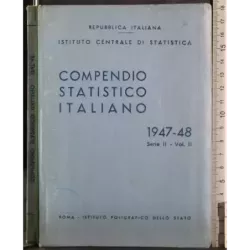 REPUBBLICA ITALIANA
ISTITUTO CENTRALE DI STATISTICA
COMPENDIO
STATISTICO
ITALIANO
1947-48
Serie II - Vol. II
ROMA - ISTITUTO POLIGRAFICO DELLO STATO